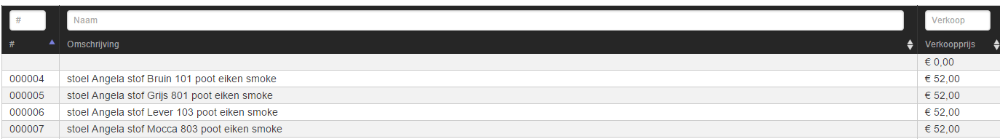 # Naam Verkoop
# Omschrijving Verkoopprijs
€ 0,00
000004 stoel Angela stof Bruin 101 poot eiken smoke € 52,00
000005 stoel Angela stof Grijs 801 poot eiken smoke € 52,00
000006 stoel Angela stof Lever 103 poot eiken smoke € 52,00
000007 stoel Angela stof Mocca 803 poot eiken smoke € 52,00